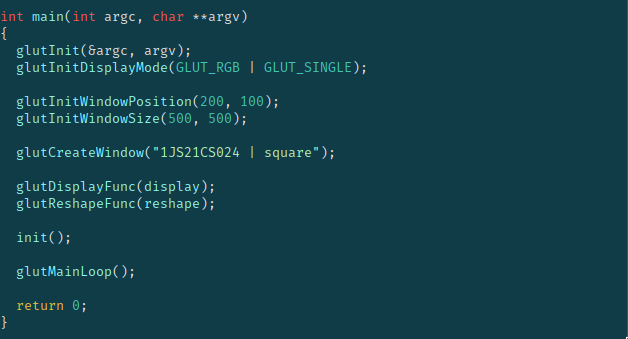 int main(int argc, char **argv)
{
  glutInit(&argc, argv);
  glutInitDisplayMode(GLUT_RGB | GLUT_SINGLE);

  glutInitWindowPosition(200, 100);
  glutInitWindowSize(500, 500);

  glutCreateWindow("1JS21CS024 | square");

  glutDisplayFunc(display);
  glutReshapeFunc(reshape);

  init();

  glutMainLoop();

  return 0;
}